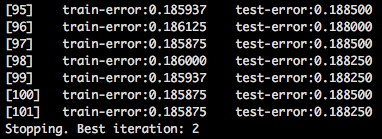 [95] train-error:0.185937 test-error:0.188500
[96] train-error:0.186125 test-error:0.188000
[97] train-error:0.185875 test-error:0.188500
[98] train-error:0.186000 test-error:0.188250
[99] train-error:0.185937 test-error:0.188250
[100] train-error:0.185875 test-error:0.188500
[101] train-error:0.185875 test-error:0.188250
Stopping. Best iteration: 2